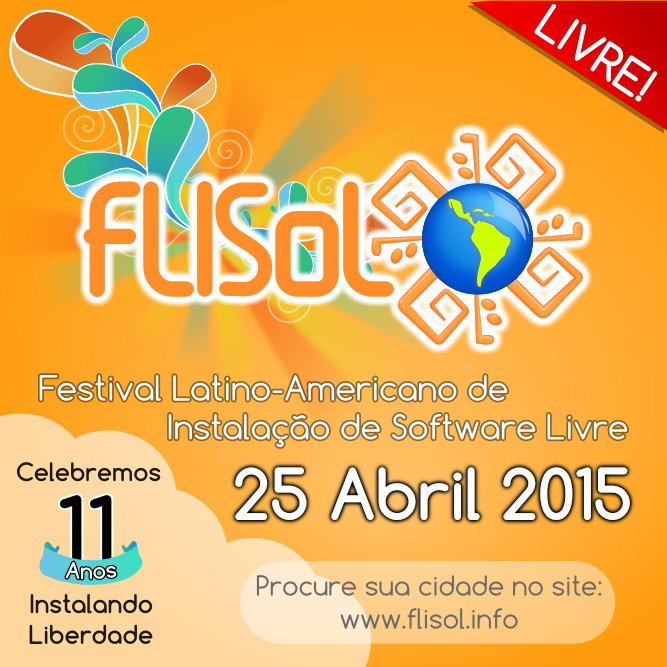 LIVRE!
FLISoL
Festival Latino-Americano de
Instalação de Software Livre
25 Abril 2015
Celebremos
11
Anos
Instalando
Liberdade
Procure sua cidade no site:
www.flisol.info